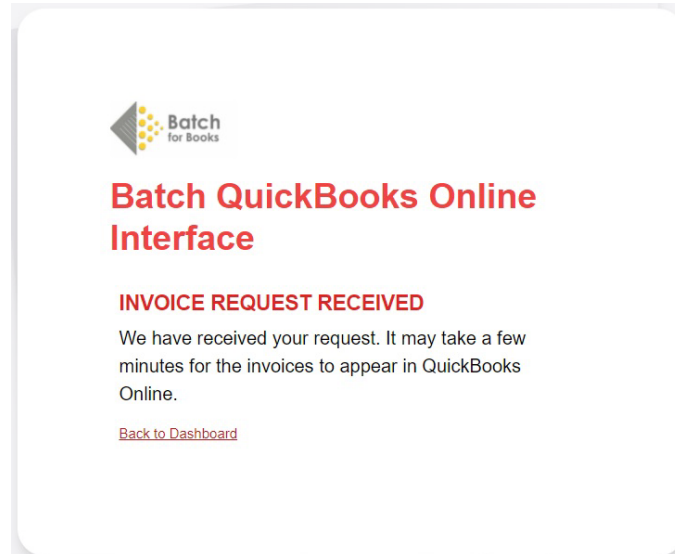 Batch
for Books
Batch QuickBooks Online
Interface
INVOICE REQUEST RECEIVED
We have received your request. It may take a few
minutes for the invoices to appear in QuickBooks
Online.
Back to Dashboard